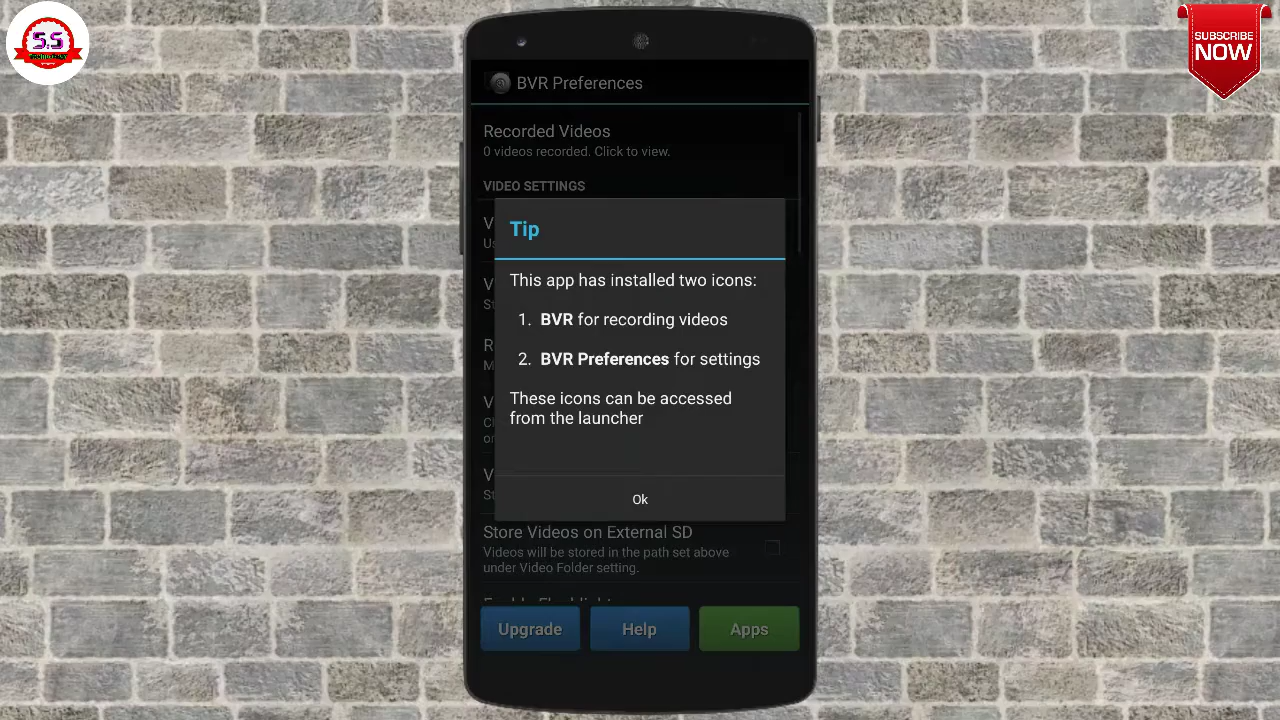 S.S
SUBSCRIBE
NOW
BVR Preferences
Recorded Videos
0 videos recorded. Click to view.
VIDEO SETTINGS
Tip
This app has installed two icons:
1. BVR for recording videos
2. BVR Preferences for settings
These icons can be accessed
from the launcher
Ok
Store Videos on External SD
Videos will be stored in the path set above
under Video Folder setting.
Enable Flashlight
Upgrade
Help
Apps